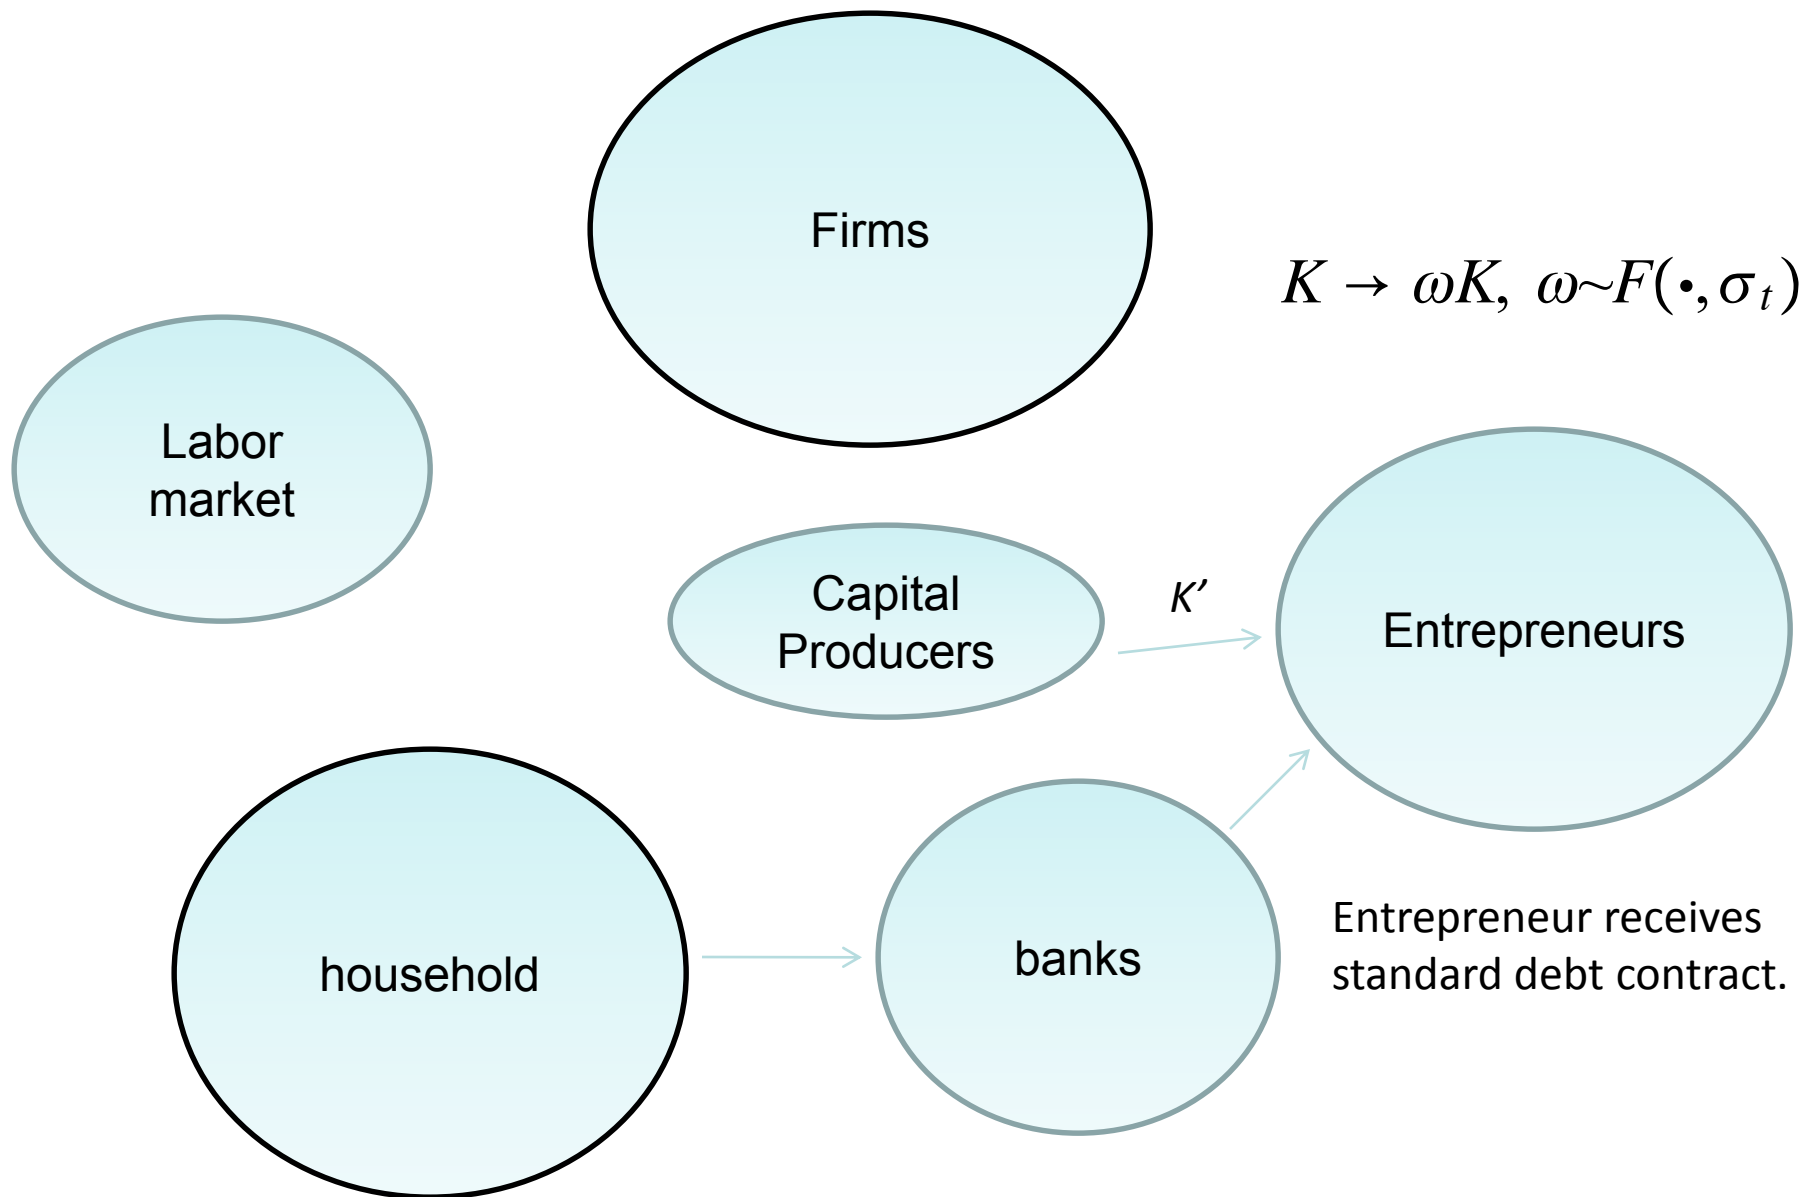 Firms
K → ωK, ω~F(•,σ_t)
Labor
market
Capital
Producers
K’
Entrepreneurs
household
banks
Entrepreneur receives
standard debt contract.